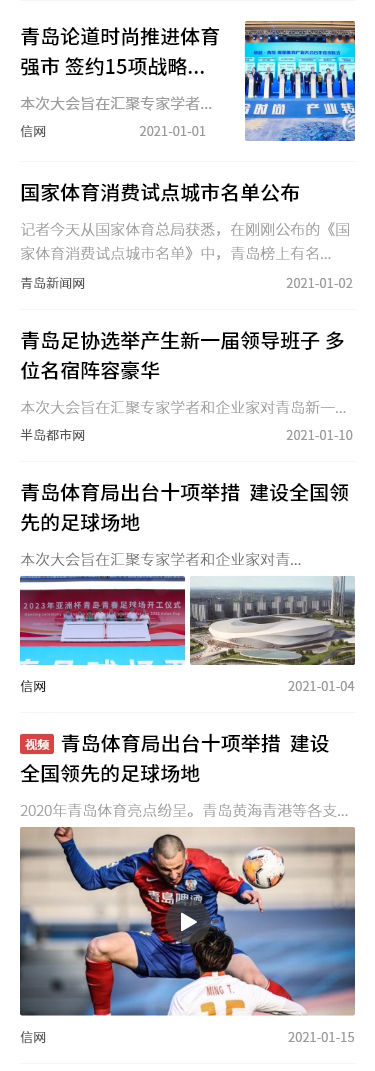 青岛论道时尚推进体育
强市 签约15项战略...
本次大会旨在汇聚专家学者...
信网
2021-01-01
国家体育消费试点城市名单公布
记者今天从国家体育总局获悉，在刚刚公布的《国
家体育消费试点城市名单》中，青岛榜上有名...
青岛新闻网
2021-01-02
青岛足协选举产生新一届领导班子 多
位名宿阵容豪华
本次大会旨在汇聚专家学者和企业家对青岛新一...
半岛都市网
2021-01-10
青岛体育局出台十项举措 建设全国领
先的足球场地
本次大会旨在汇聚专家学者和企业家对青...
2023年亚洲杯青岛青春足球场开工仪式
信网
2021-01-04
视频 青岛体育局出台十项举措 建设
全国领先的足球场地
2020年青岛体育亮点纷呈。青岛黄海青港等各支...
青島啤酒
MING T.
信网
2021-01-15